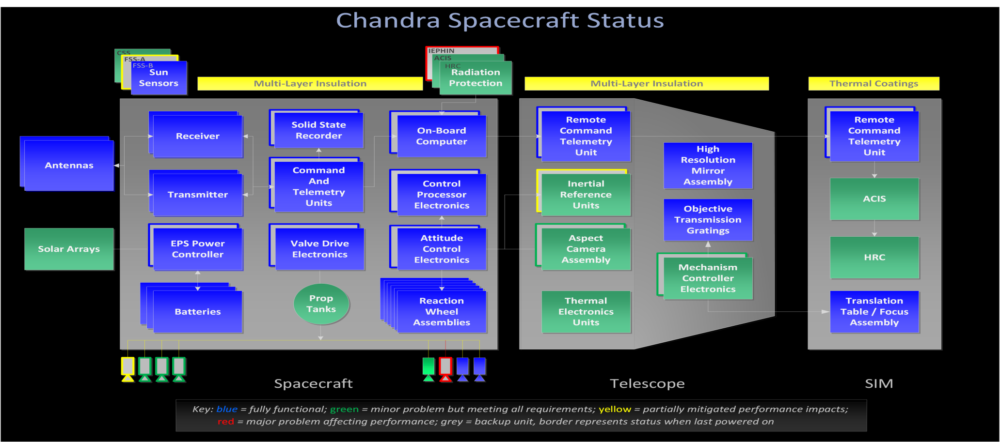 Chandra Spacecraft Status
CSS
FSS-A
FSS-B
Sun
Sensors
Multi-Layer Insulation
IEPHIN
ACIS
HRC
Radiation
Protection
Multi-Layer Insulation
Thermal Coatings
Antennas
Solar Arrays
Receiver
Transmitter
EPS Power
Controller
Batteries
Solid State
Recorder
Command
And
Telemetry
Units
Valve Drive
Electronics
Prop
Tanks
On-Board
Computer
Control
Processor
Electronics
Attitude
Control
Electronics
Reaction
Wheel
Assemblies
Remote
Command
Telemetry
Unit
Inertial
Reference
Units
Aspect
Camera
Assembly
Thermal
Electronics
Units
High
Resolution
Mirror
Assembly
Objective
Transmission
Gratings
Mechanism
Controller
Electronics
Remote
Command
Telemetry
Unit
ACIS
HRC
Translation
Table / Focus
Assembly
Spacecraft
Telescope
SIM
Key: blue = fully functional; green = minor problem but meeting all requirements; yellow = partially mitigated performance impacts;
red = major problem affecting performance; grey = backup unit, border represents status when last powered on